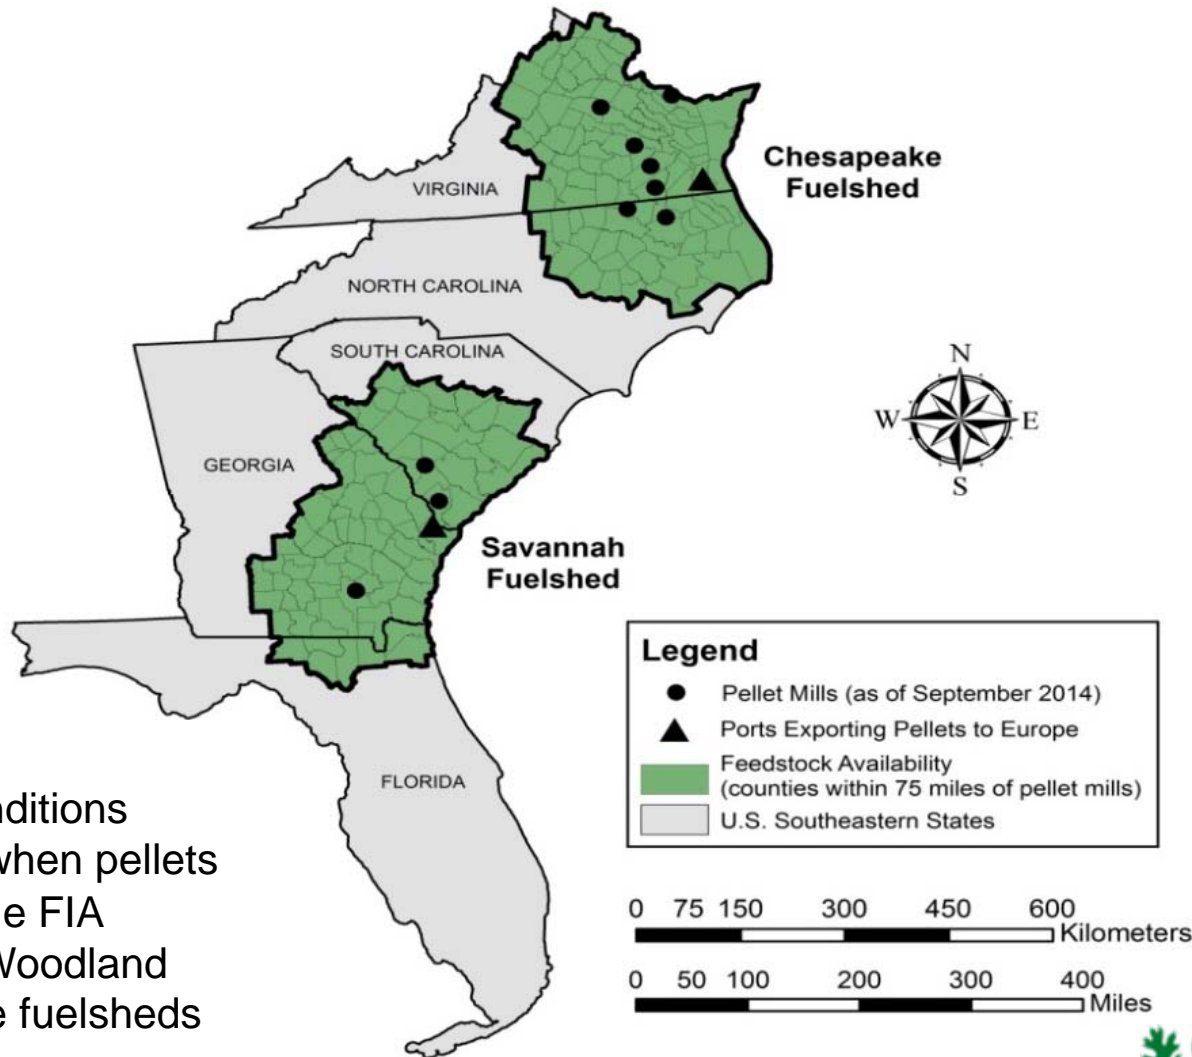 Chesapeake
Fuelshed
VIRGINIA
NORTH CAROLINA
SOUTH CAROLINA
GEORGIA
Savannah
Fuelshed
FLORIDA
N
W E
S
Legend
Pellet Mills (as of September 2014)
Ports Exporting Pellets to Europe
Feedstock Availability
(counties within 75 miles of pellet mills)
U.S. Southeastern States
0 75 150 300 450 600
Kilometers
0 50 100 200 300 400
Miles
nditions
when pellets
e FIA
Woodland
e fuelsheds